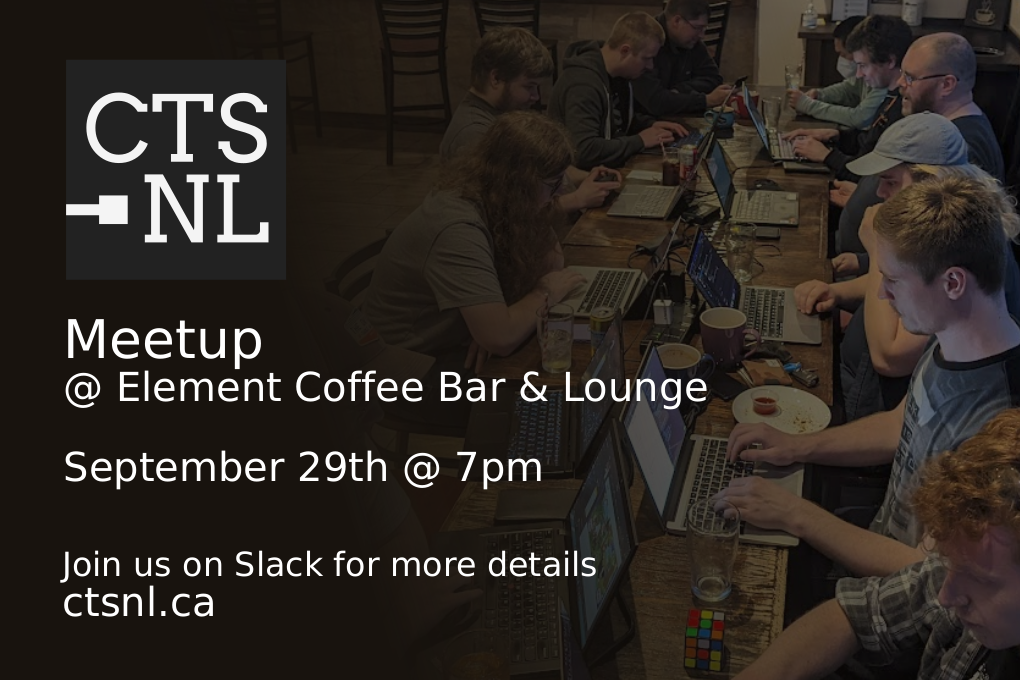 CTS
NL
Meetup
@ Element Coffee Bar & Lounge
September 29th @ 7pm
Join us on Slack for more details
ctsnl.ca